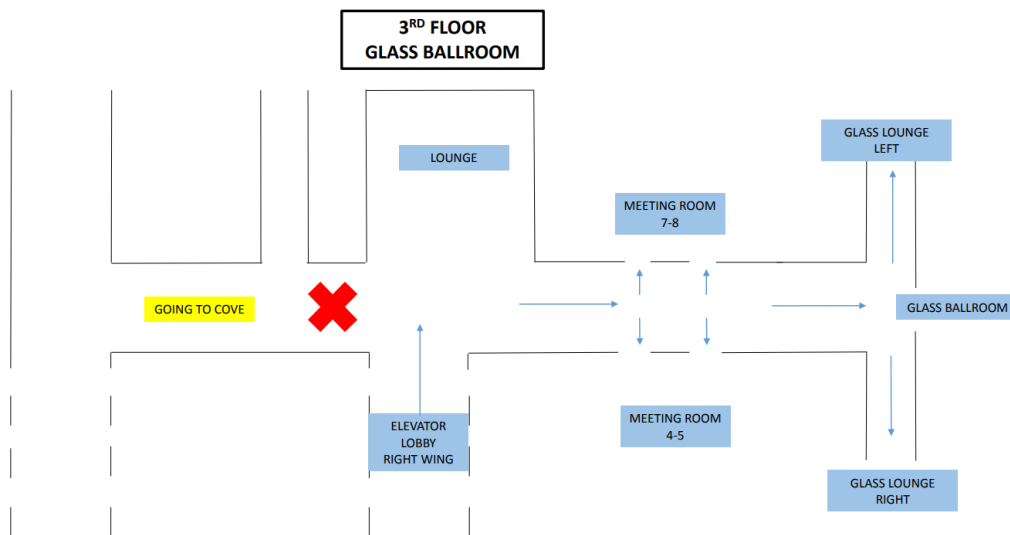 3RD FLOOR
GLASS BALLROOM
GLASS LOUNGE
LEFT
LOUNGE
MEETING ROOM
7-8
GOING TO COVE
GLASS BALLROOM
ELEVATOR
LOBBY
RIGHT WING
MEETING ROOM
4-5
GLASS LOUNGE
RIGHT